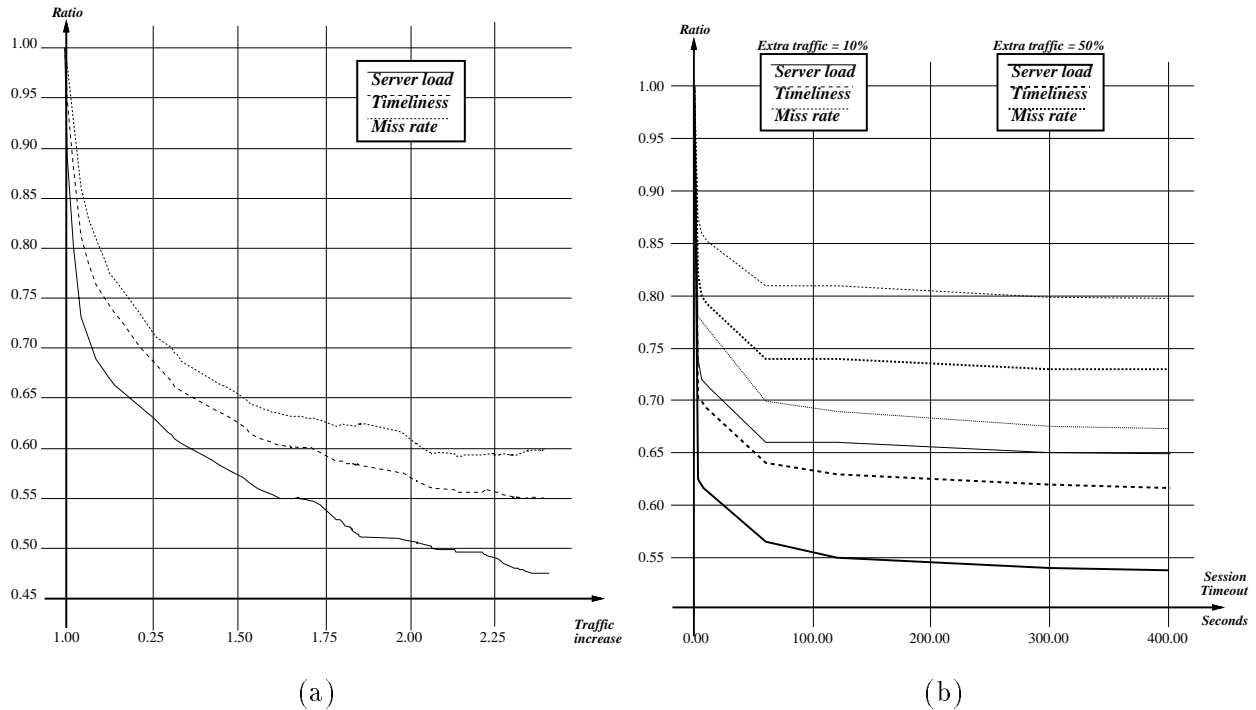 Ratio
1.00
0.95
0.90
0.85
0.80
0.75
0.70
0.65
0.60
0.55
0.50
0.45
Server load
Timeliness
Miss rate
1.00
0.25
1.50
1.75
2.00
2.25
Traffic
increase
(a)
Ratio
Extra traffic = 10%
Extra traffic = 50%
Server load
Timeliness
Miss rate
Server load
Timeliness
Miss rate
1.00
0.95
0.90
0.85
0.80
0.75
0.70
0.65
0.60
0.55
Session
Timeout
Seconds
0.00
100.00
200.00
300.00
400.00
(b)